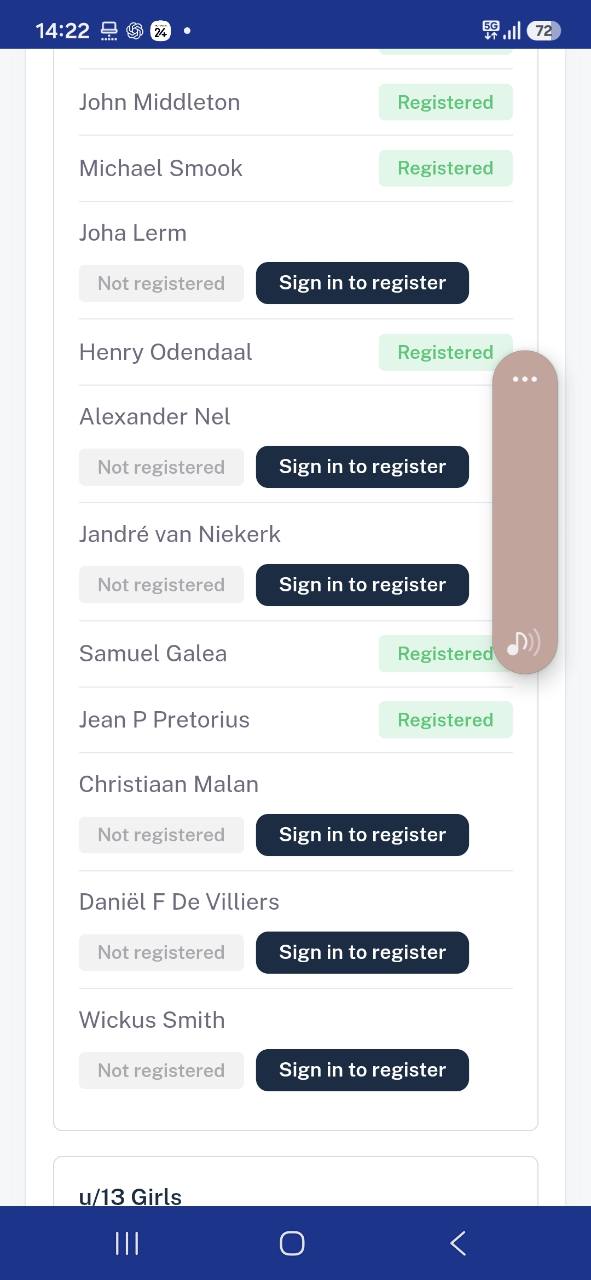 14:22 24 5G 72
John Middleton Registered
Michael Smook Registered
Joha Lerm
Not registered Sign in to register
Henry Odendaal Registered
Alexander Nel
Not registered Sign in to register
Jandré van Niekerk
Not registered Sign in to register
Samuel Galea Registered
Jean P Pretorius Registered
Christiaan Malan
Not registered Sign in to register
Daniël F De Villiers
Not registered Sign in to register
Wickus Smith
Not registered Sign in to register
u/13 Girls